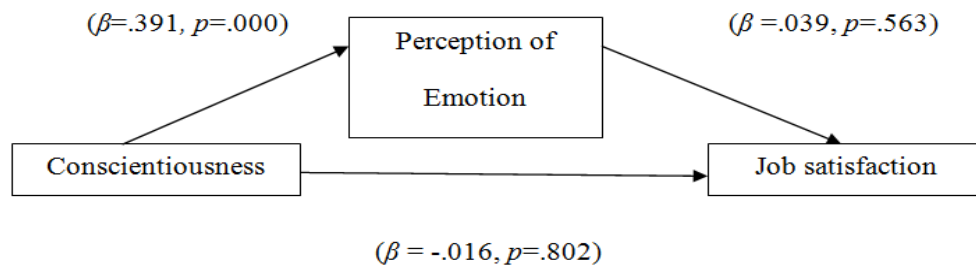 (β=.391, p=.000)
Perception of
Emotion
(β =.039, p=.563)
Conscientiousness
Job satisfaction
(β = -.016, p=.802)